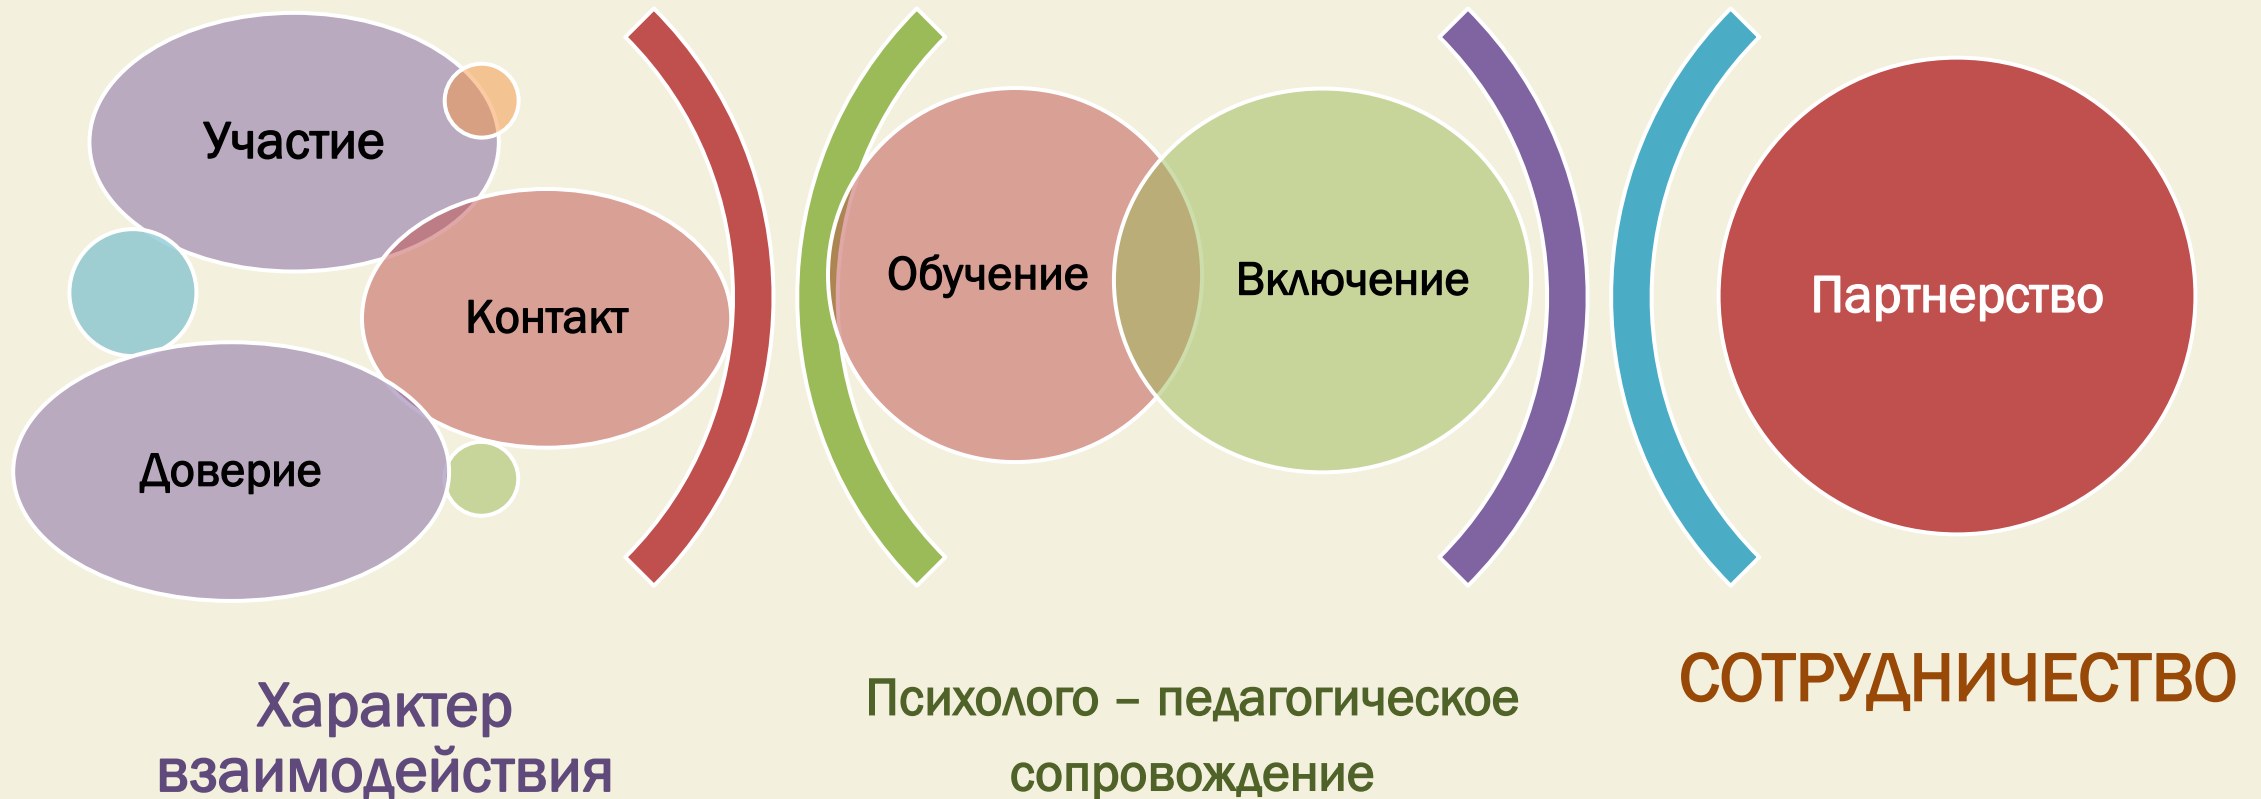 Участие
Контакт
Доверие
Обучение
Включение
Партнерство
Характер
взаимодействия
Психолого – педагогическое
сопровождение
СОТРУДНИЧЕСТВО